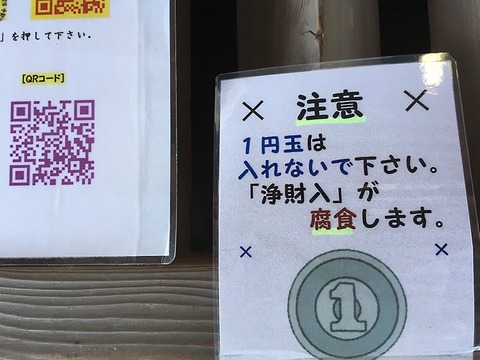 」を押して下さい。
[QRコード]
× 注意 ×
１円玉は
入れないで下さい。
「浄財入」が
腐食します。
× ×
1